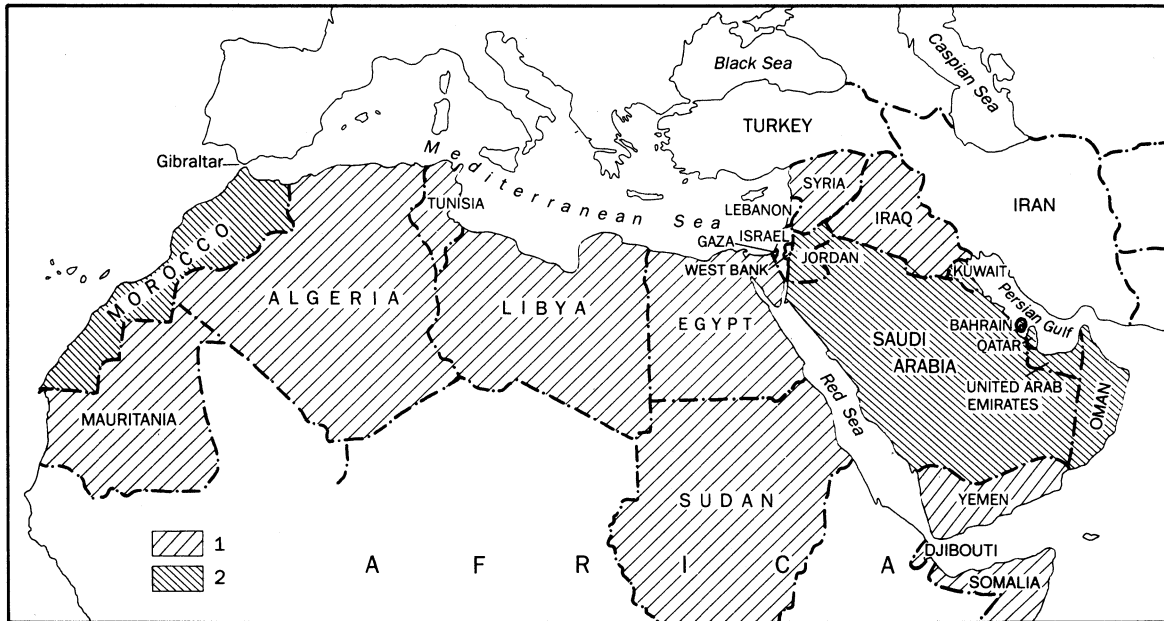 Black Sea
Caspian Sea
TURKEY
Gibraltar
Mediterranean Sea
TUNISIA
SYRIA
LEBANON
IRAQ
IRAN
ISRAEL
GAZA
JORDAN
WEST BANK
KUWAIT
MOROCCO
ALGERIA
LIBYA
EGYPT
Persian Gulf
BAHRAIN
QATAR
SAUDI
ARABIA
UNITED ARAB
EMIRATES
OMAN
Red Sea
MAURITANIA
SUDAN
YEMEN
DJIBOUTI
SOMALIA
AFRICA
1
2